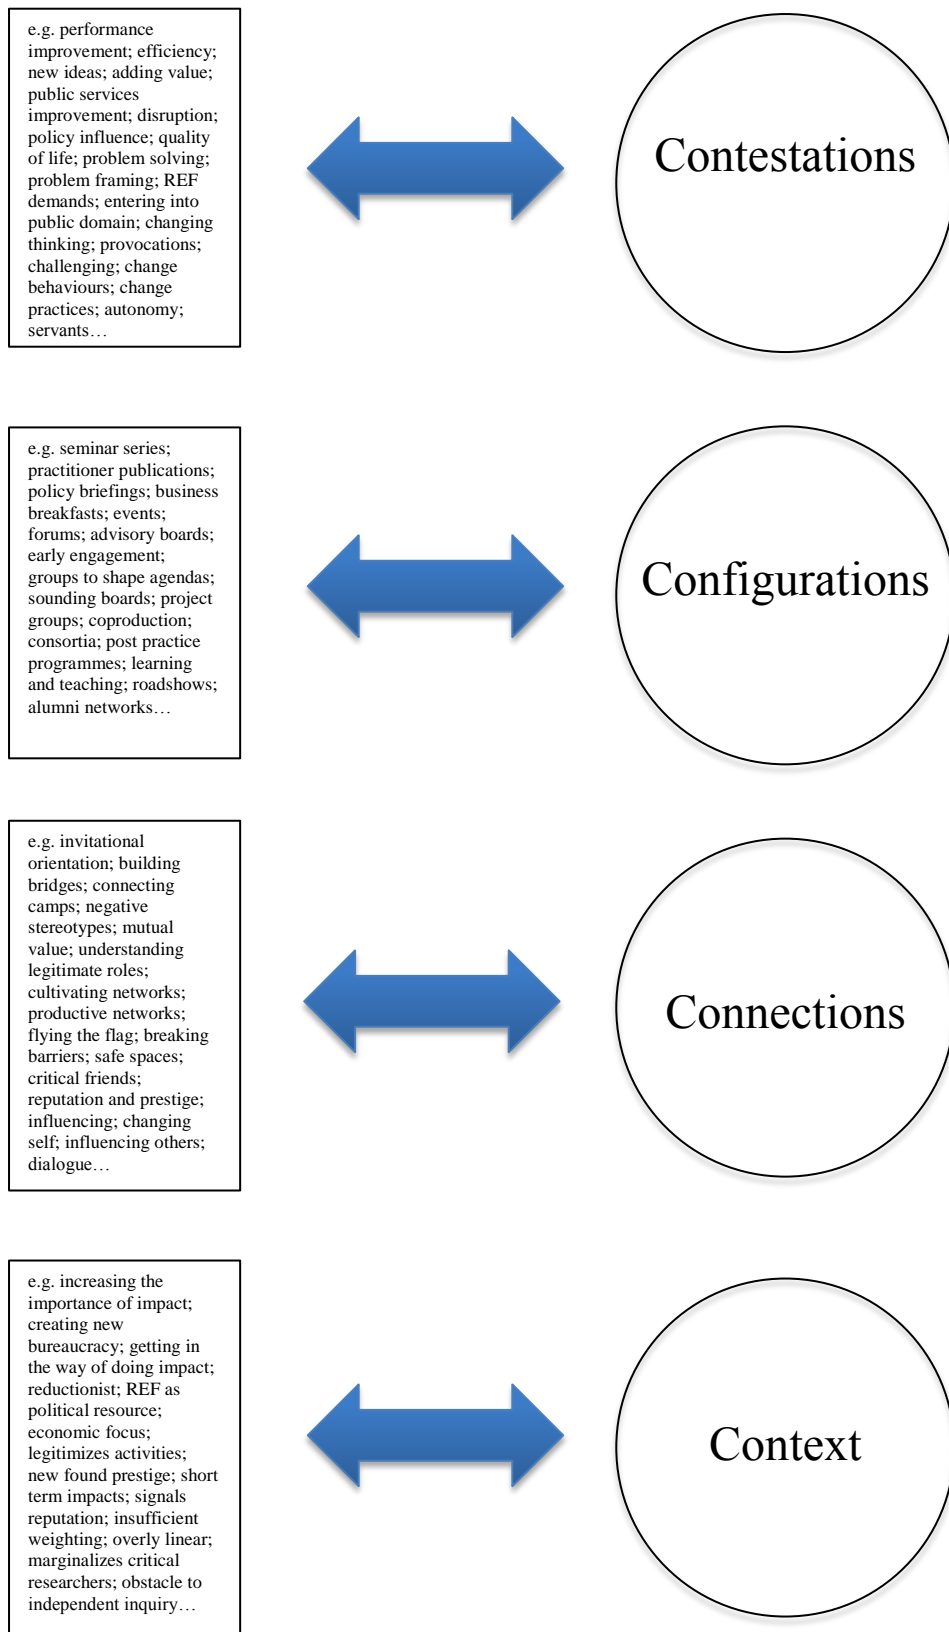 e.g. performance
improvement; efficiency;
new ideas; adding value;
public services
improvement; disruption;
policy influence; quality
of life; problem solving;
problem framing; REF
demands; entering into
public domain; changing
thinking; provocations;
challenging; change
behaviours; change
practices; autonomy;
servants…
Contestations
e.g. seminar series;
practitioner publications;
policy briefings; business
breakfasts; events;
forums; advisory boards;
early engagement;
groups to shape agendas;
sounding boards; project
groups; coproduction;
consortia; post practice
programmes; learning
and teaching; roadshows;
alumni networks…
Configurations
e.g. invitational
orientation; building
bridges; connecting
camps; negative
stereotypes; mutual
value; understanding
legitimate roles;
cultivating networks;
productive networks;
flying the flag; breaking
barriers; safe spaces;
critical friends;
reputation and prestige;
influencing; changing
self; influencing others;
dialogue…
Connections
e.g. increasing the
importance of impact;
creating new
bureaucracy; getting in
the way of doing impact;
reductionist; REF as
political resource;
economic focus;
legitimizes activities;
new found prestige; short
term impacts; signals
reputation; insufficient
weighting; overly linear;
marginalizes critical
researchers; obstacle to
independent inquiry…
Context